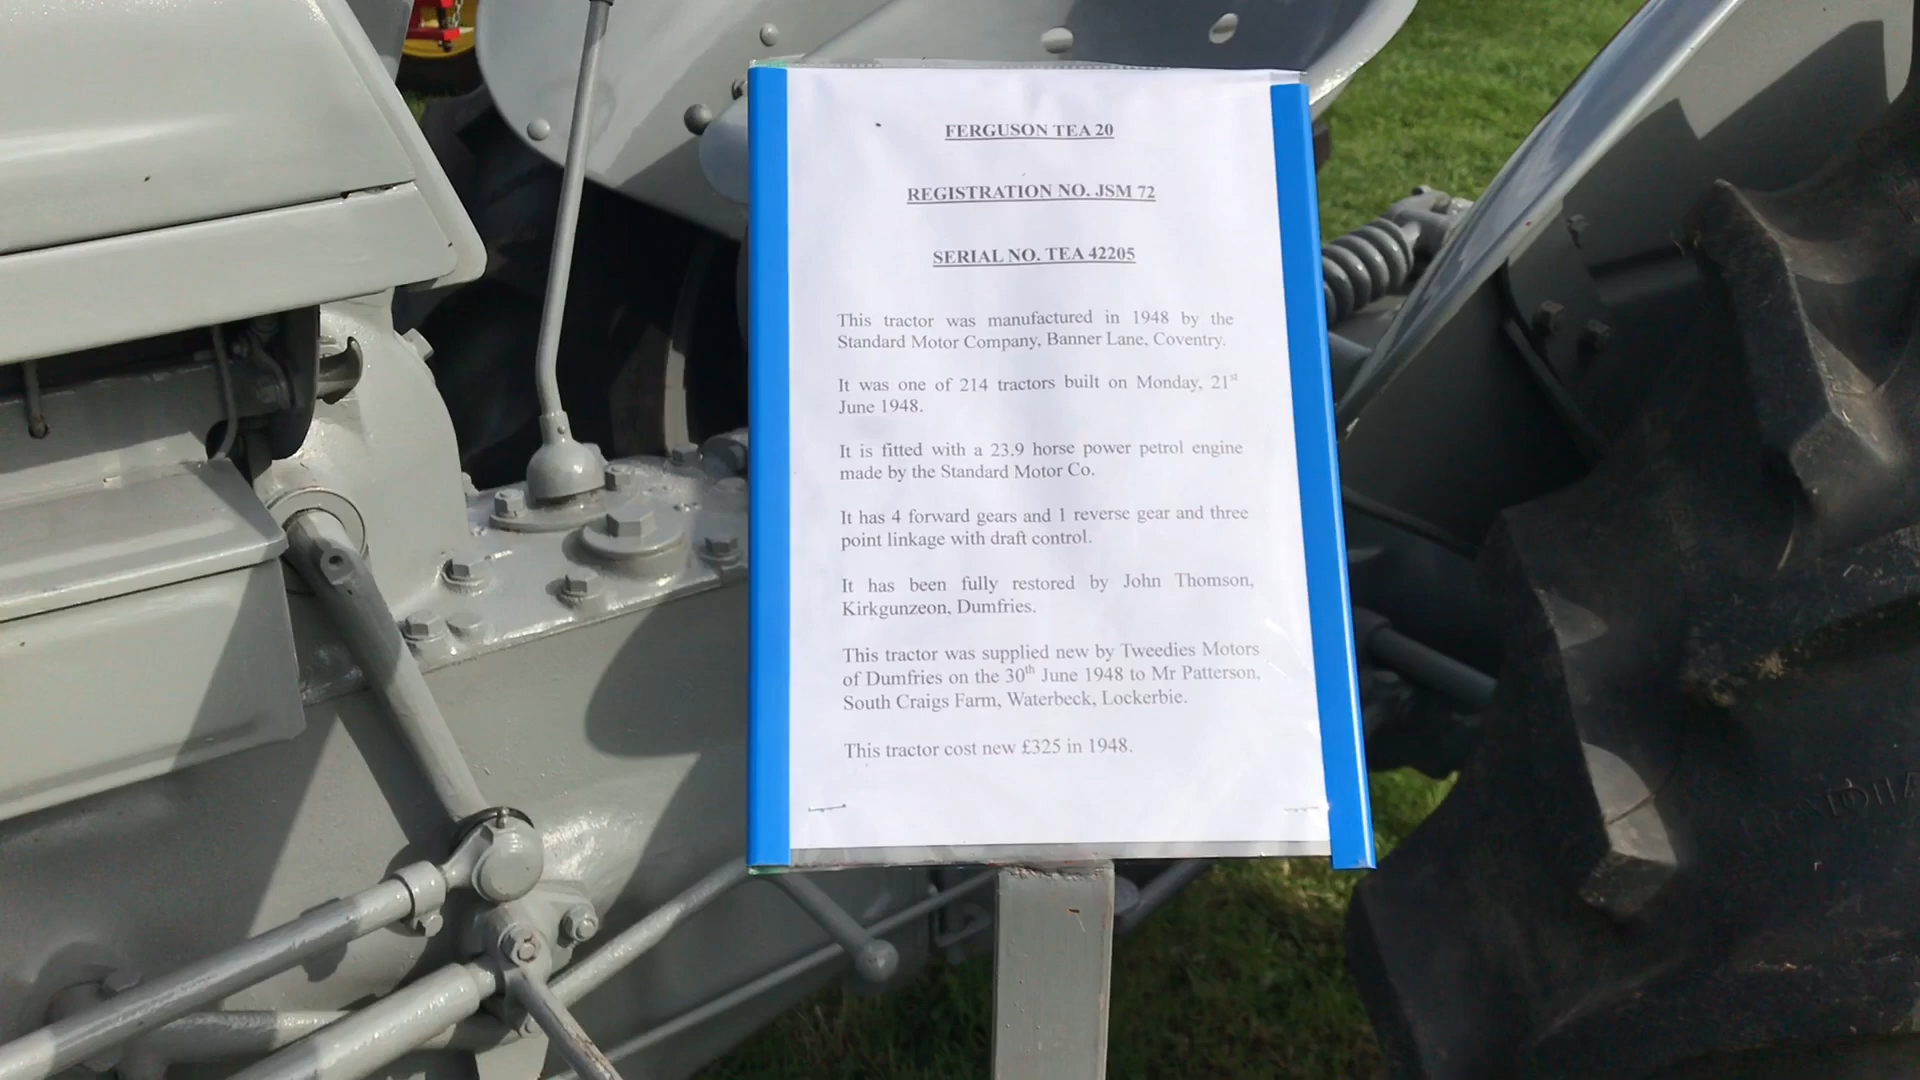 FERGUSON TEA 20
REGISTRATION NO. JSM 72
SERIAL NO. TEA 42205
This tractor was manufactured in 1948 by the
Standard Motor Company, Banner Lane, Coventry.
It was one of 214 tractors built on Monday, 21st
June 1948.
It is fitted with a 23.9 horse power petrol engine
made by the Standard Motor Co.
It has 4 forward gears and 1 reverse gear and three
point linkage with draft control.
It has been fully restored by John Thomson,
Kirkgunzeon, Dumfries.
This tractor was supplied new by Tweedies Motors
of Dumfries on the 30th June 1948 to Mr Patterson,
South Craigs Farm, Waterbeck, Lockerbie.
This tractor cost new £325 in 1948.